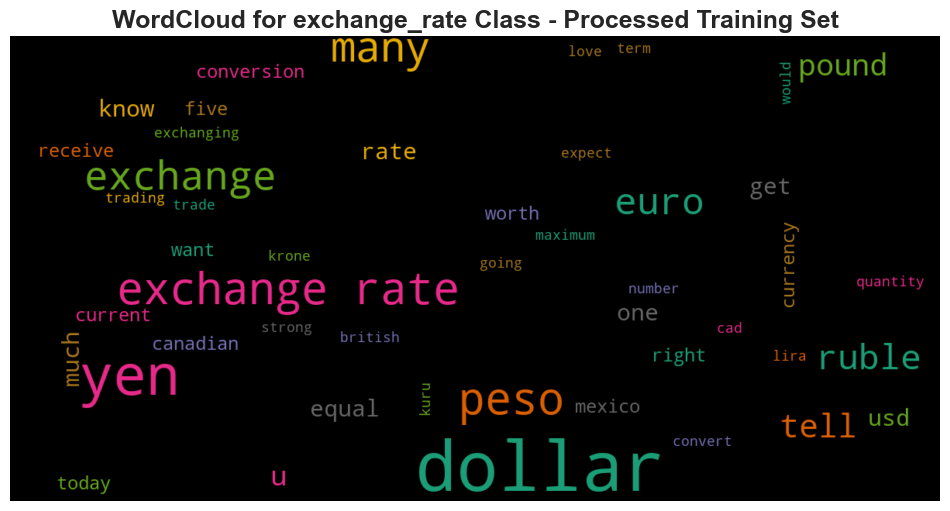 WordCloud for exchange_rate Class - Processed Training Set
many
love
term
conversion
would
pound
know
five
exchanging
receive
rate
expect
exchange
get
trading
trade
euro
worth
maximum
want
krone
going
currency
exchange rate
number
quantity
current
one
strong
cad
canadian
british
much
right
lira
ruble
yen
kuru
peso
equal
mexico
tell
usd
convert
dollar
u
today